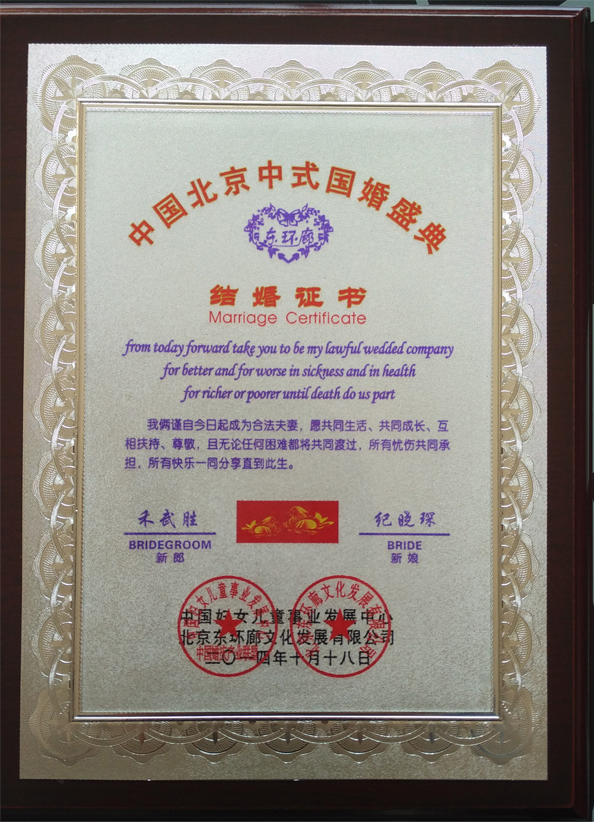 中国北京中式国婚盛典
东环廊
结婚证书
Marriage Certificate
from today forward take you to be my lawful wedded company
for better and for worse in sickness and in health
for richer or poorer until death do us part
我俩谨自今日起成为合法夫妻，愿共同生活、共同成长、互
相扶持、尊敬，且无论任何困难都将共同渡过，所有忧伤共同承
担，所有快乐一同分享直到此生。
禾武胜
纪晓琛
BRIDEGROOM
BRIDE
新郎
新娘
中国妇女儿童事业发展中心
北京东环廊文化发展有限公司
二〇一四年十月十八日